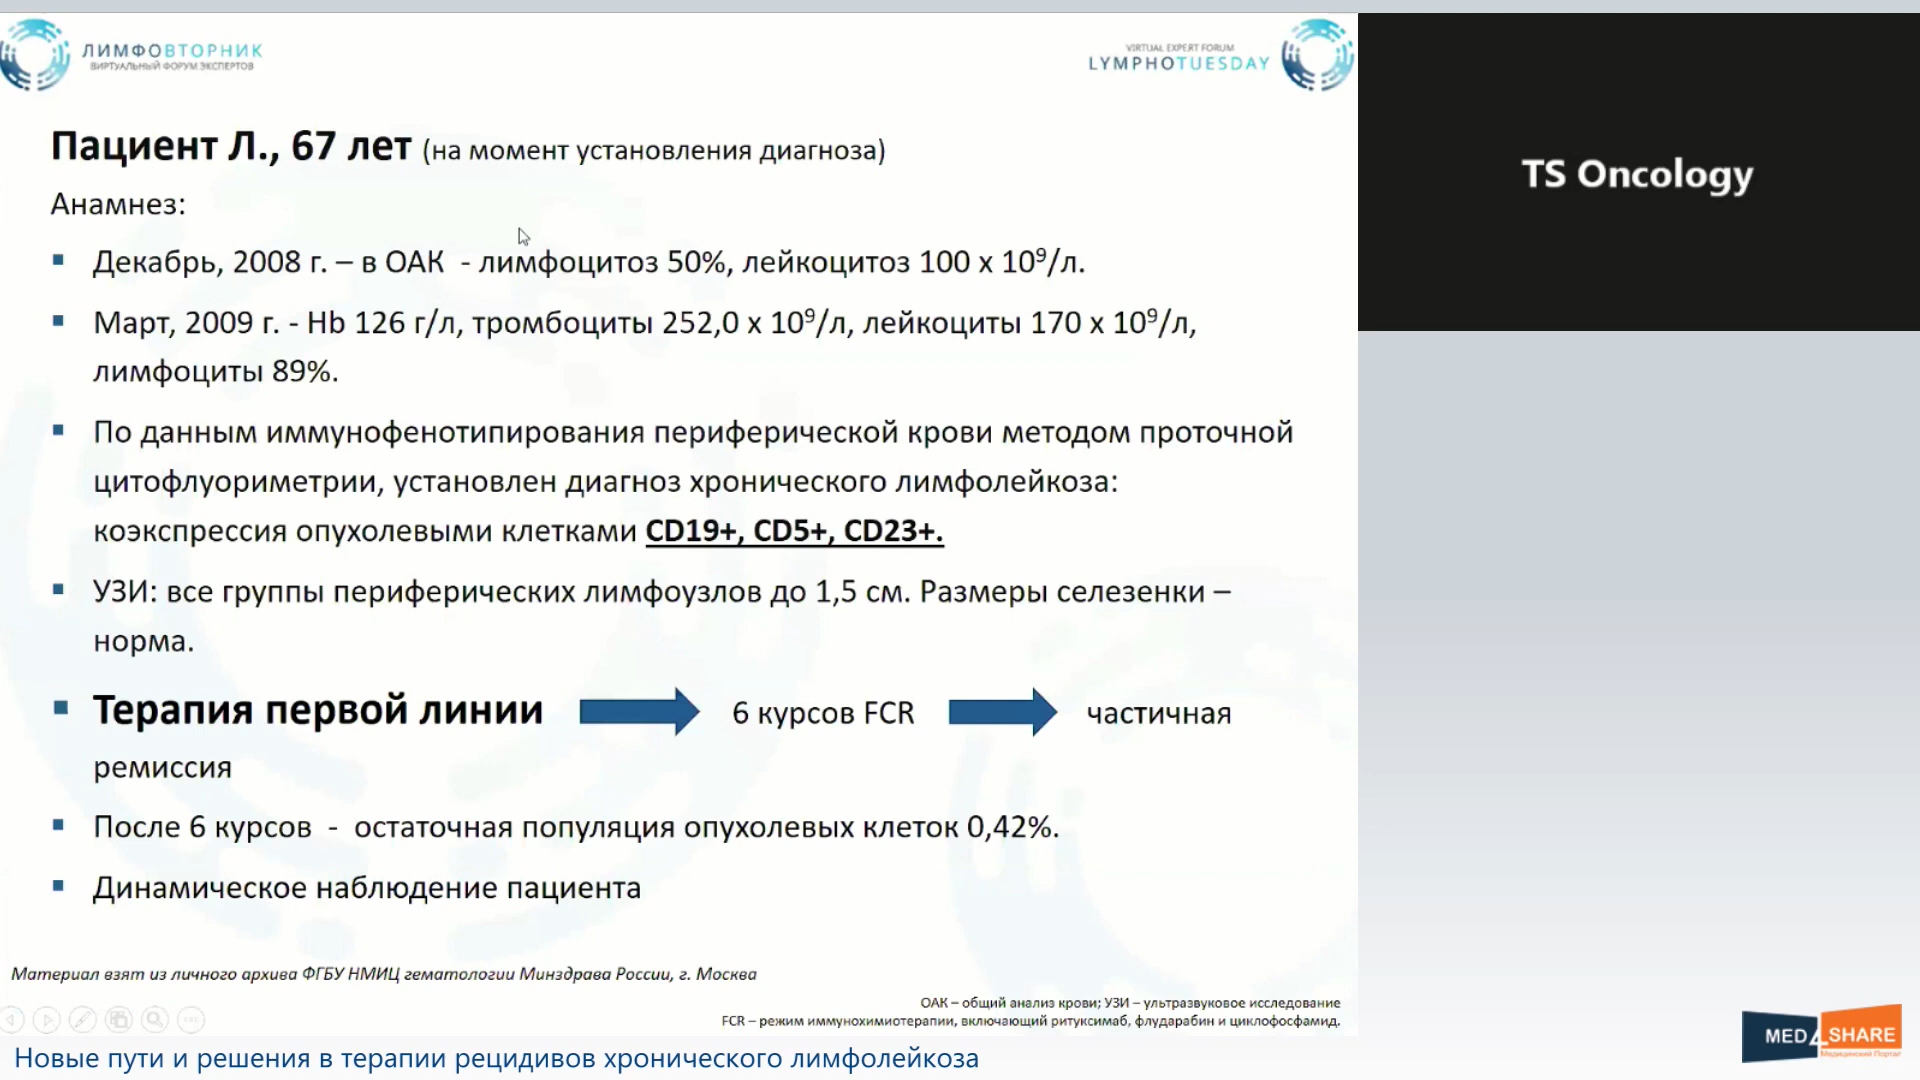 ЛИМФОВТОРНИК
ВИРТУАЛЬНЫЙ ФОРУМ ЭКСПЕРТОВ
VIRTUAL EXPERT FORUM
LYMPHOTUESDAY
TS Oncology
Пациент Л., 67 лет (на момент установления диагноза)
Анамнез:
▪ Декабрь, 2008 г. – в ОАК - лимфоцитоз 50%, лейкоцитоз 100 x 10⁹/л.
▪ Март, 2009 г. - Hb 126 г/л, тромбоциты 252,0 x 10⁹/л, лейкоциты 170 x 10⁹/л,
лимфоциты 89%.
▪ По данным иммунофенотипирования периферической крови методом проточной
цитофлуориметрии, установлен диагноз хронического лимфолейкоза:
коэкспрессия опухолевыми клетками CD19+, CD5+, CD23+.
▪ УЗИ: все группы периферических лимфоузлов до 1,5 см. Размеры селезенки –
норма.
▪ Терапия первой линии 6 курсов FCR частичная
ремиссия
▪ После 6 курсов - остаточная популяция опухолевых клеток 0,42%.
▪ Динамическое наблюдение пациента
Материал взят из личного архива ФГБУ НМИЦ гематологии Минздрава России, г. Москва
ОАК – общий анализ крови; УЗИ – ультразвуковое исследование
FCR – режим иммунохимиотерапии, включающий ритуксимаб, флударабин и циклофосфамид.
Новые пути и решения в терапии рецидивов хронического лимфолейкоза
MED4SHARE
Медицинский Портал